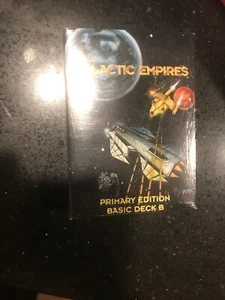 LACTIC EMPIRES
PRIMARY EDITION
BASIC DECK B